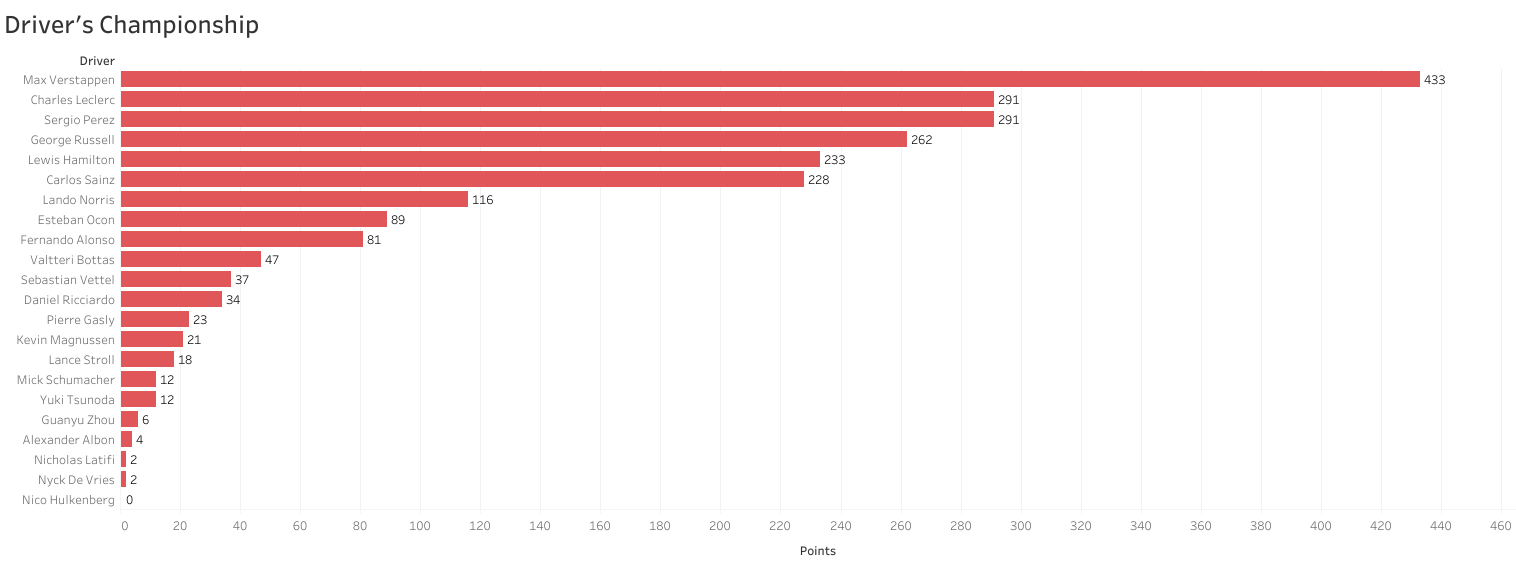 Driver’s Championship
Driver
Max Verstappen 433
Charles Leclerc 291
Sergio Perez 291
George Russell 262
Lewis Hamilton 233
Carlos Sainz 228
Lando Norris 116
Esteban Ocon 89
Fernando Alonso 81
Valtteri Bottas 47
Sebastian Vettel 37
Daniel Ricciardo 34
Pierre Gasly 23
Kevin Magnussen 21
Lance Stroll 18
Mick Schumacher 12
Yuki Tsunoda 12
Guanyu Zhou 6
Alexander Albon 4
Nicholas Latifi 2
Nyck De Vries 2
Nico Hulkenberg 0
0 20 40 60 80 100 120 140 160 180 200 220 240 260 280 300 320 340 360 380 400 420 440 460
Points